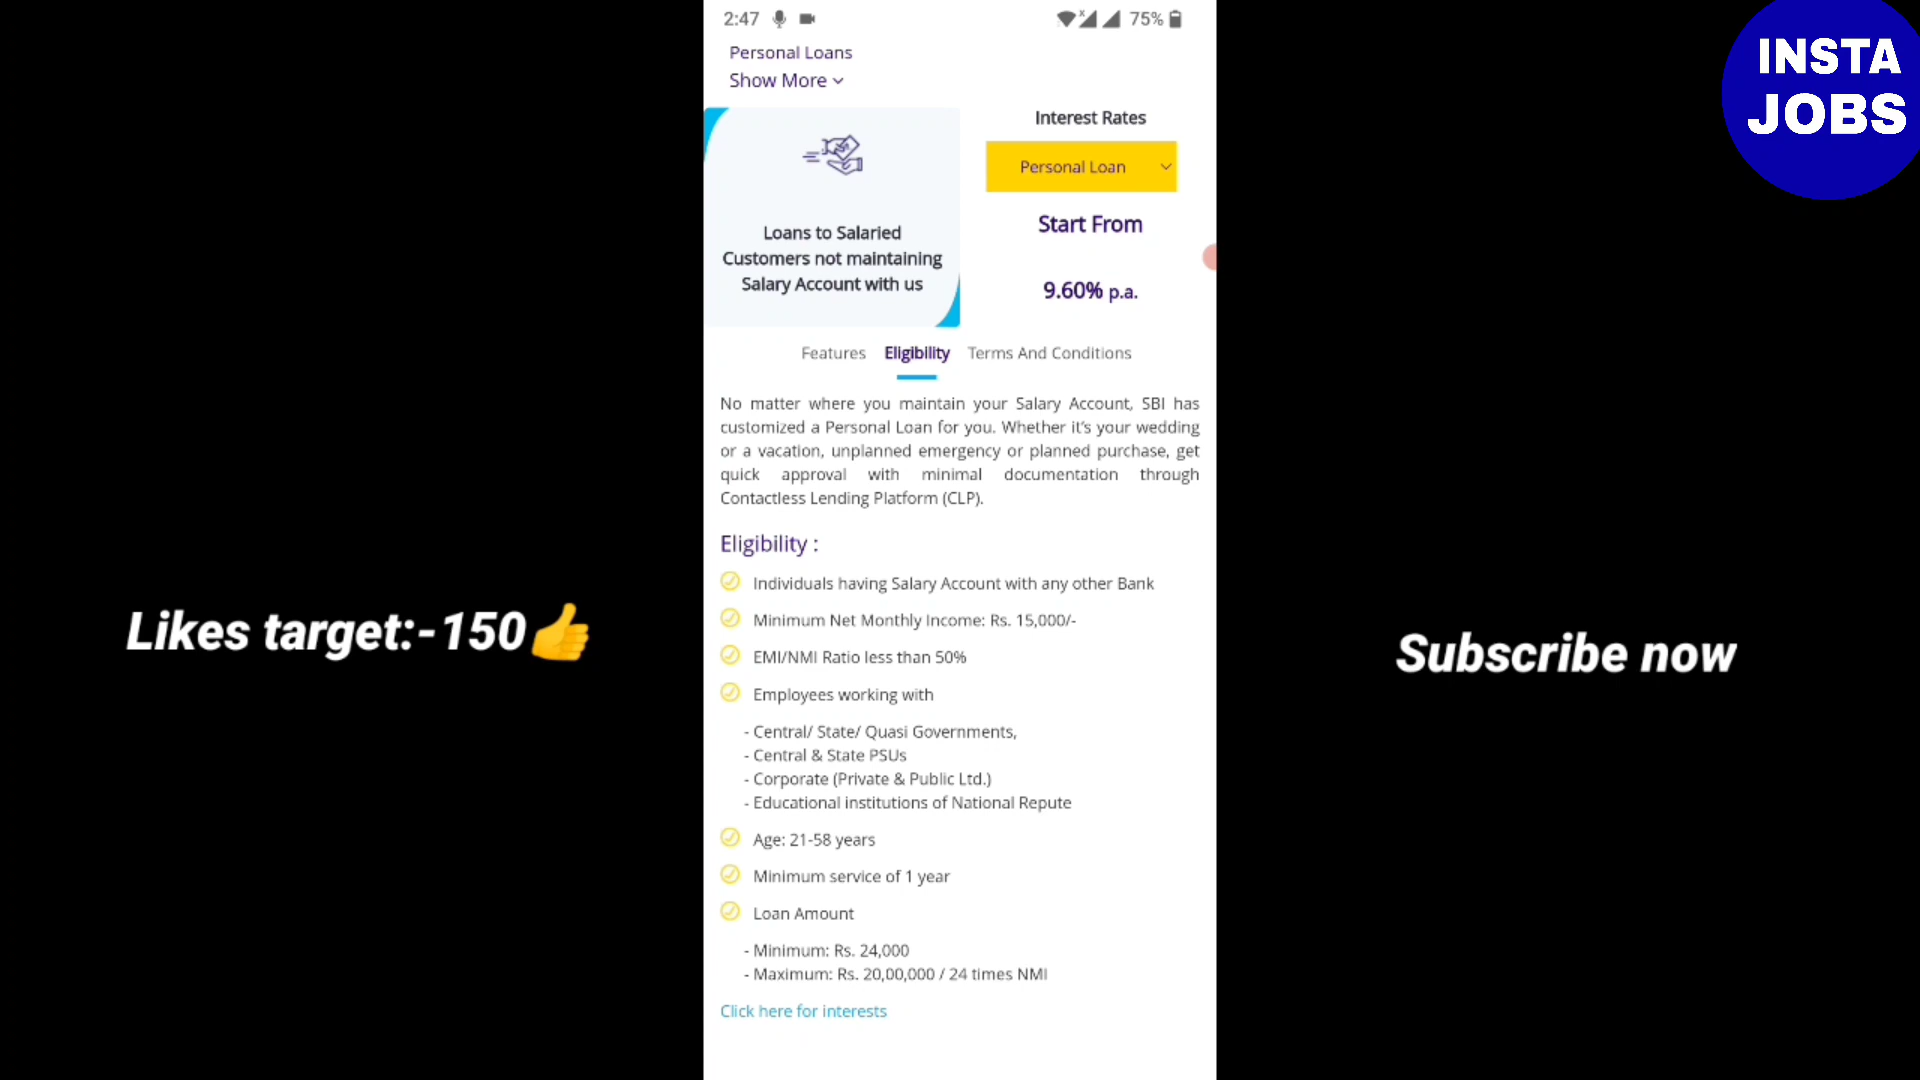 2:47
75%
INSTA
JOBS
Personal Loans
Show More
Interest Rates
Personal Loan
Start From
9.60% p.a.
Loans to Salaried
Customers not maintaining
Salary Account with us
Features Eligibility Terms And Conditions
No matter where you maintain your Salary Account, SBI has
customized a Personal Loan for you. Whether it's your wedding
or a vacation, unplanned emergency or planned purchase, get
quick approval with minimal documentation through
Contactless Lending Platform (CLP).
Eligibility :
Individuals having Salary Account with any other Bank
Minimum Net Monthly Income: Rs. 15,000/-
EMI/NMI Ratio less than 50%
Employees working with
- Central/ State/ Quasi Governments,
- Central & State PSUs
- Corporate (Private & Public Ltd.)
- Educational institutions of National Repute
Age: 21-58 years
Minimum service of 1 year
Loan Amount
- Minimum: Rs. 24,000
- Maximum: Rs. 20,00,000 / 24 times NMI
Click here for interests
Likes target:-150👍
Subscribe now